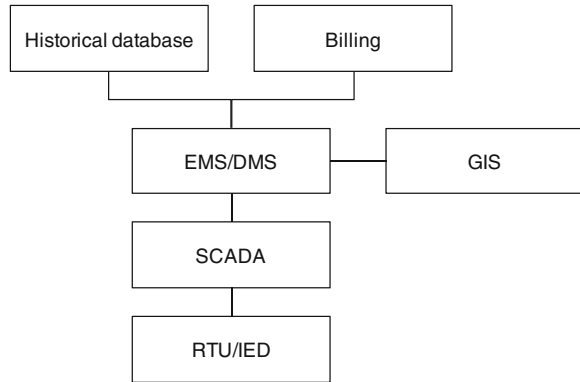 Historical database
Billing
EMS/DMS
GIS
SCADA
RTU/IED